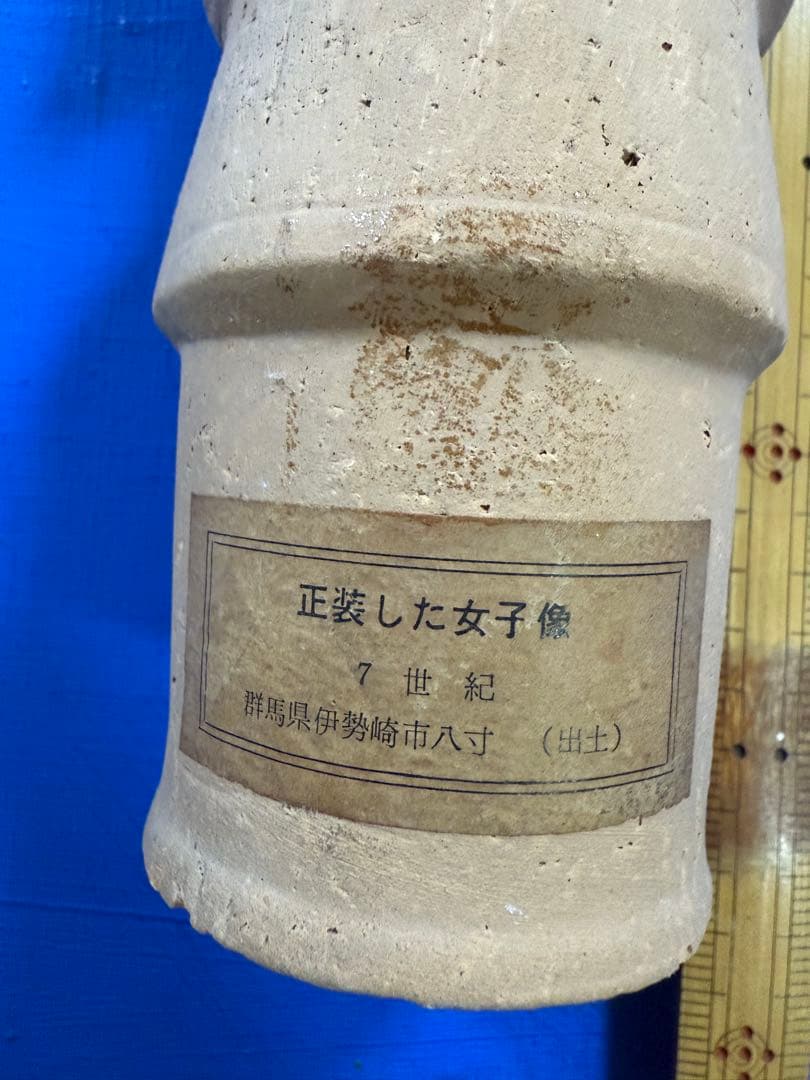 正装した女子像
7世紀
群馬県伊勢崎市八寸 (出土)